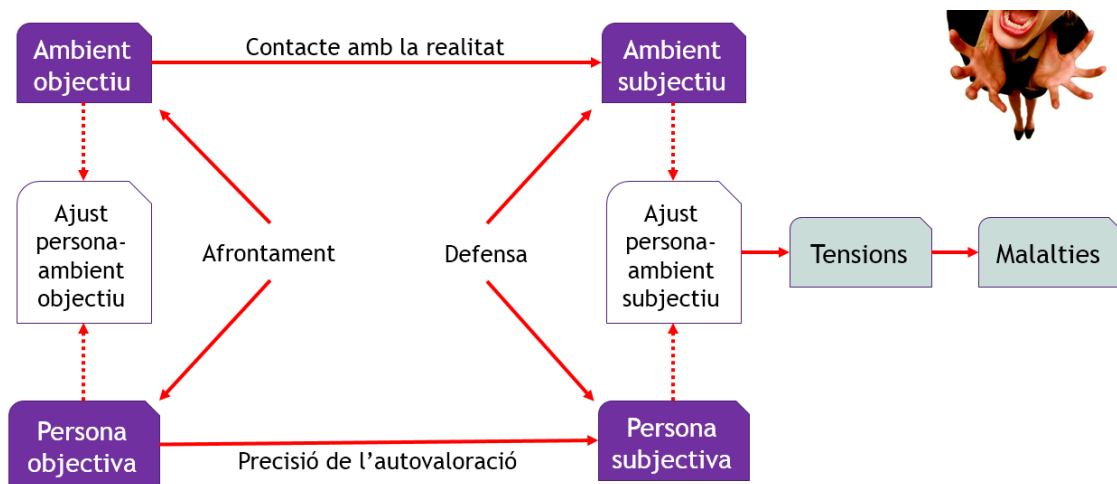 Ambient
objectiu
Contacte amb la realitat
Ambient
subjectiu
Ajust
persona-
ambient
objectiu
Afrontament
Defensa
Ajust
persona-
ambient
subjectiu
Tensions
Malalties
Persona
objectiva
Precisió de l'autovaloració
Persona
subjectiva